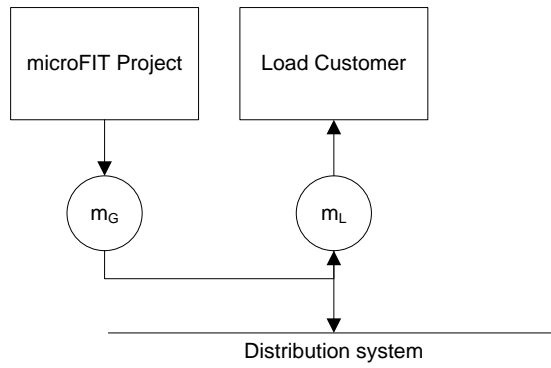 microFIT Project
Load Customer
mG
mL
Distribution system